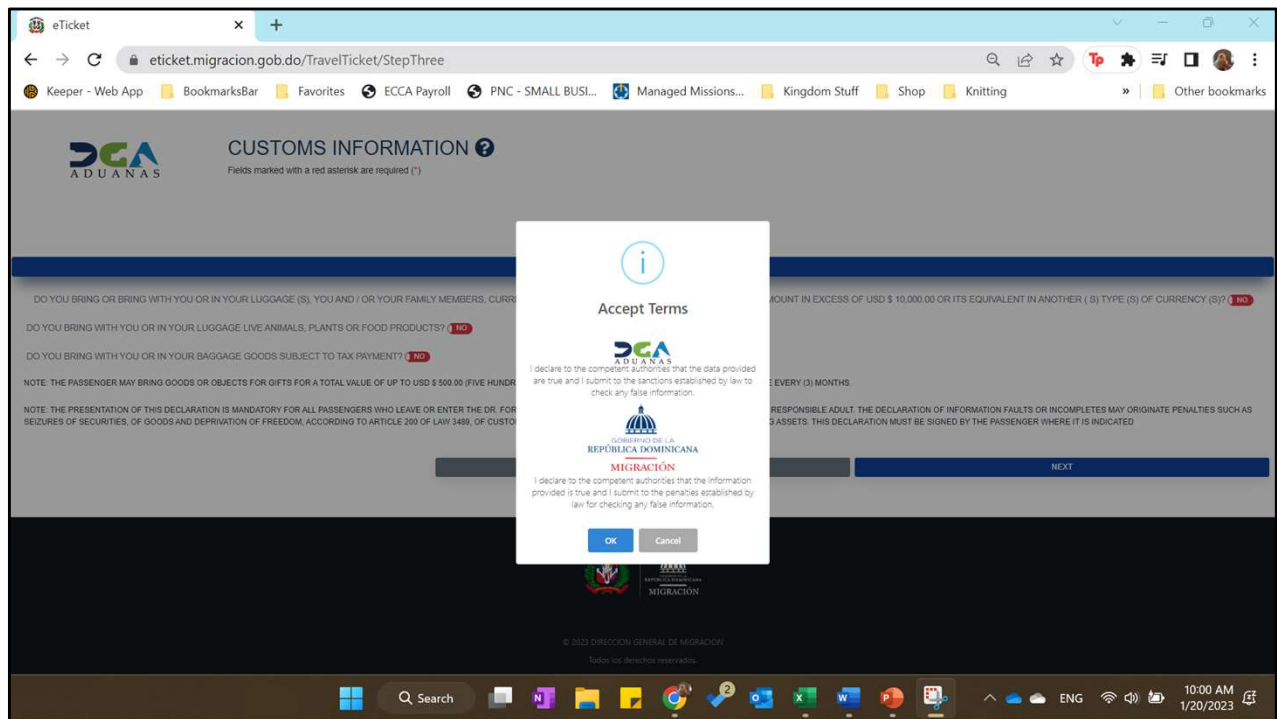 eTicket
eticket.migracion.gob.do/TravelTicket/StepThree
Tp
Keeper - Web App BookmarksBar Favorites ECCA Payroll PNC - SMALL BUSI... Managed Missions... Kingdom Stuff Shop Knitting » Other bookmarks
DGA
ADUANAS
CUSTOMS INFORMATION ?
Fields marked with a red asterisk are required (*)
DO YOU BRING OR BRING WITH YOU OR IN YOUR LUGGAGE (S), YOU AND / OR YOUR FAMILY MEMBERS, CURR
MOUNT IN EXCESS OF USD $ 10,000.00 OR ITS EQUIVALENT IN ANOTHER ( S) TYPE (S) OF CURRENCY (S)? NO
DO YOU BRING WITH YOU OR IN YOUR LUGGAGE LIVE ANIMALS, PLANTS OR FOOD PRODUCTS? NO
DO YOU BRING WITH YOU OR IN YOUR BAGGAGE GOODS SUBJECT TO TAX PAYMENT? NO
NOTE: THE PASSENGER MAY BRING GOODS OR OBJECTS FOR GIFTS FOR A TOTAL VALUE OF UP TO USD $ 500.00 (FIVE HUNDR
E EVERY (3) MONTHS.
NOTE: THE PRESENTATION OF THIS DECLARATION IS MANDATORY FOR ALL PASSENGERS WHO LEAVE OR ENTER THE DR. FOR
RESPONSIBLE ADULT. THE DECLARATION OF INFORMATION FAULTS OR INCOMPLETES MAY ORIGINATE PENALTIES SUCH AS
SEIZURES OF SECURITIES, OF GOODS AND DEPRIVATION OF FREEDOM, ACCORDING TO ARTICLE 200 OF LAW 3489, OF CUSTO
G ASSETS. THIS DECLARATION MUST BE SIGNED BY THE PASSENGER WHERE IT IS INDICATED
NEXT
i
Accept Terms
DGA
ADUANAS
I declare to the competent authorities that the data provided
are true and I submit to the sanctions established by law to
check any false information.
GOBIERNO DE LA
REPÚBLICA DOMINICANA
MIGRACIÓN
I declare to the competent authorities that the information
provided is true and I submit to the penalties established by
law for checking any false information.
OK Cancel
REPÚBLICA DOMINICANA
MIGRACIÓN
© 2023 DIRECCION GENERAL DE MIGRACION
Todos los derechos reservados.
Search 2 ENG 10:00 AM
1/20/2023